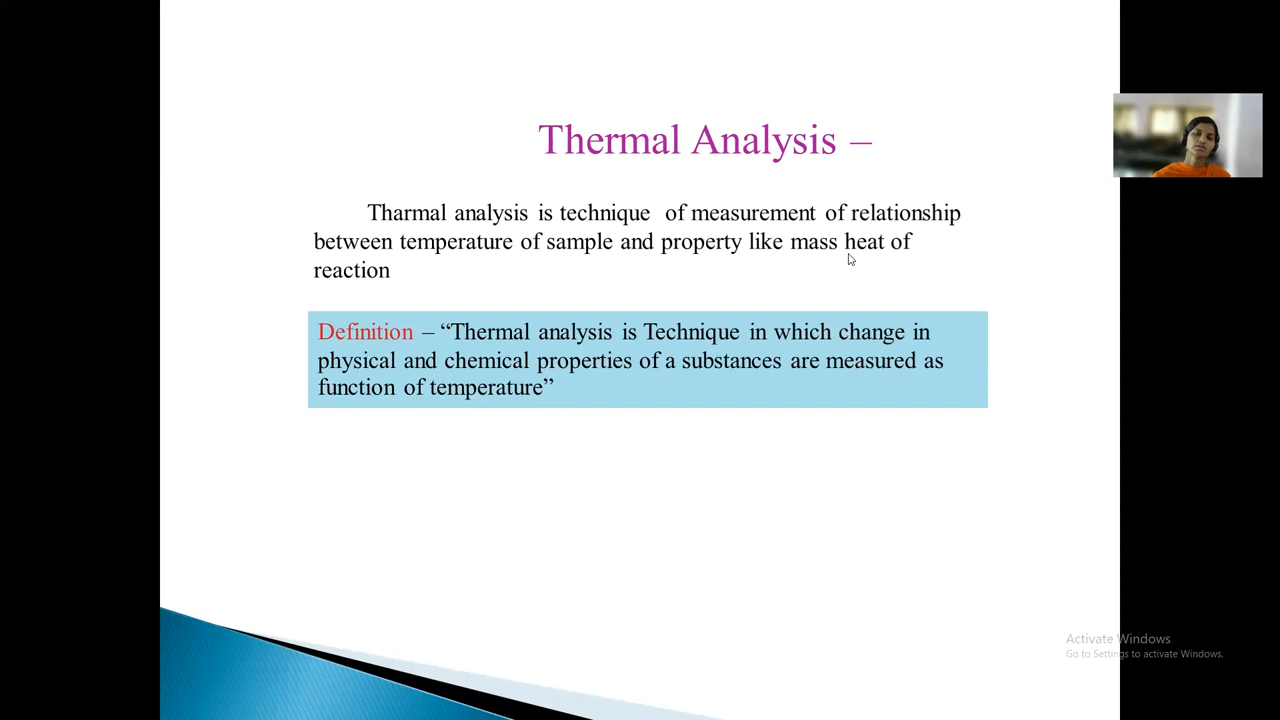 Thermal Analysis –
Tharmal analysis is technique of measurement of relationship
between temperature of sample and property like mass heat of
reaction
Definition – “Thermal analysis is Technique in which change in
physical and chemical properties of a substances are measured as
function of temperature”
Activate Windows
Go to Settings to activate Windows.